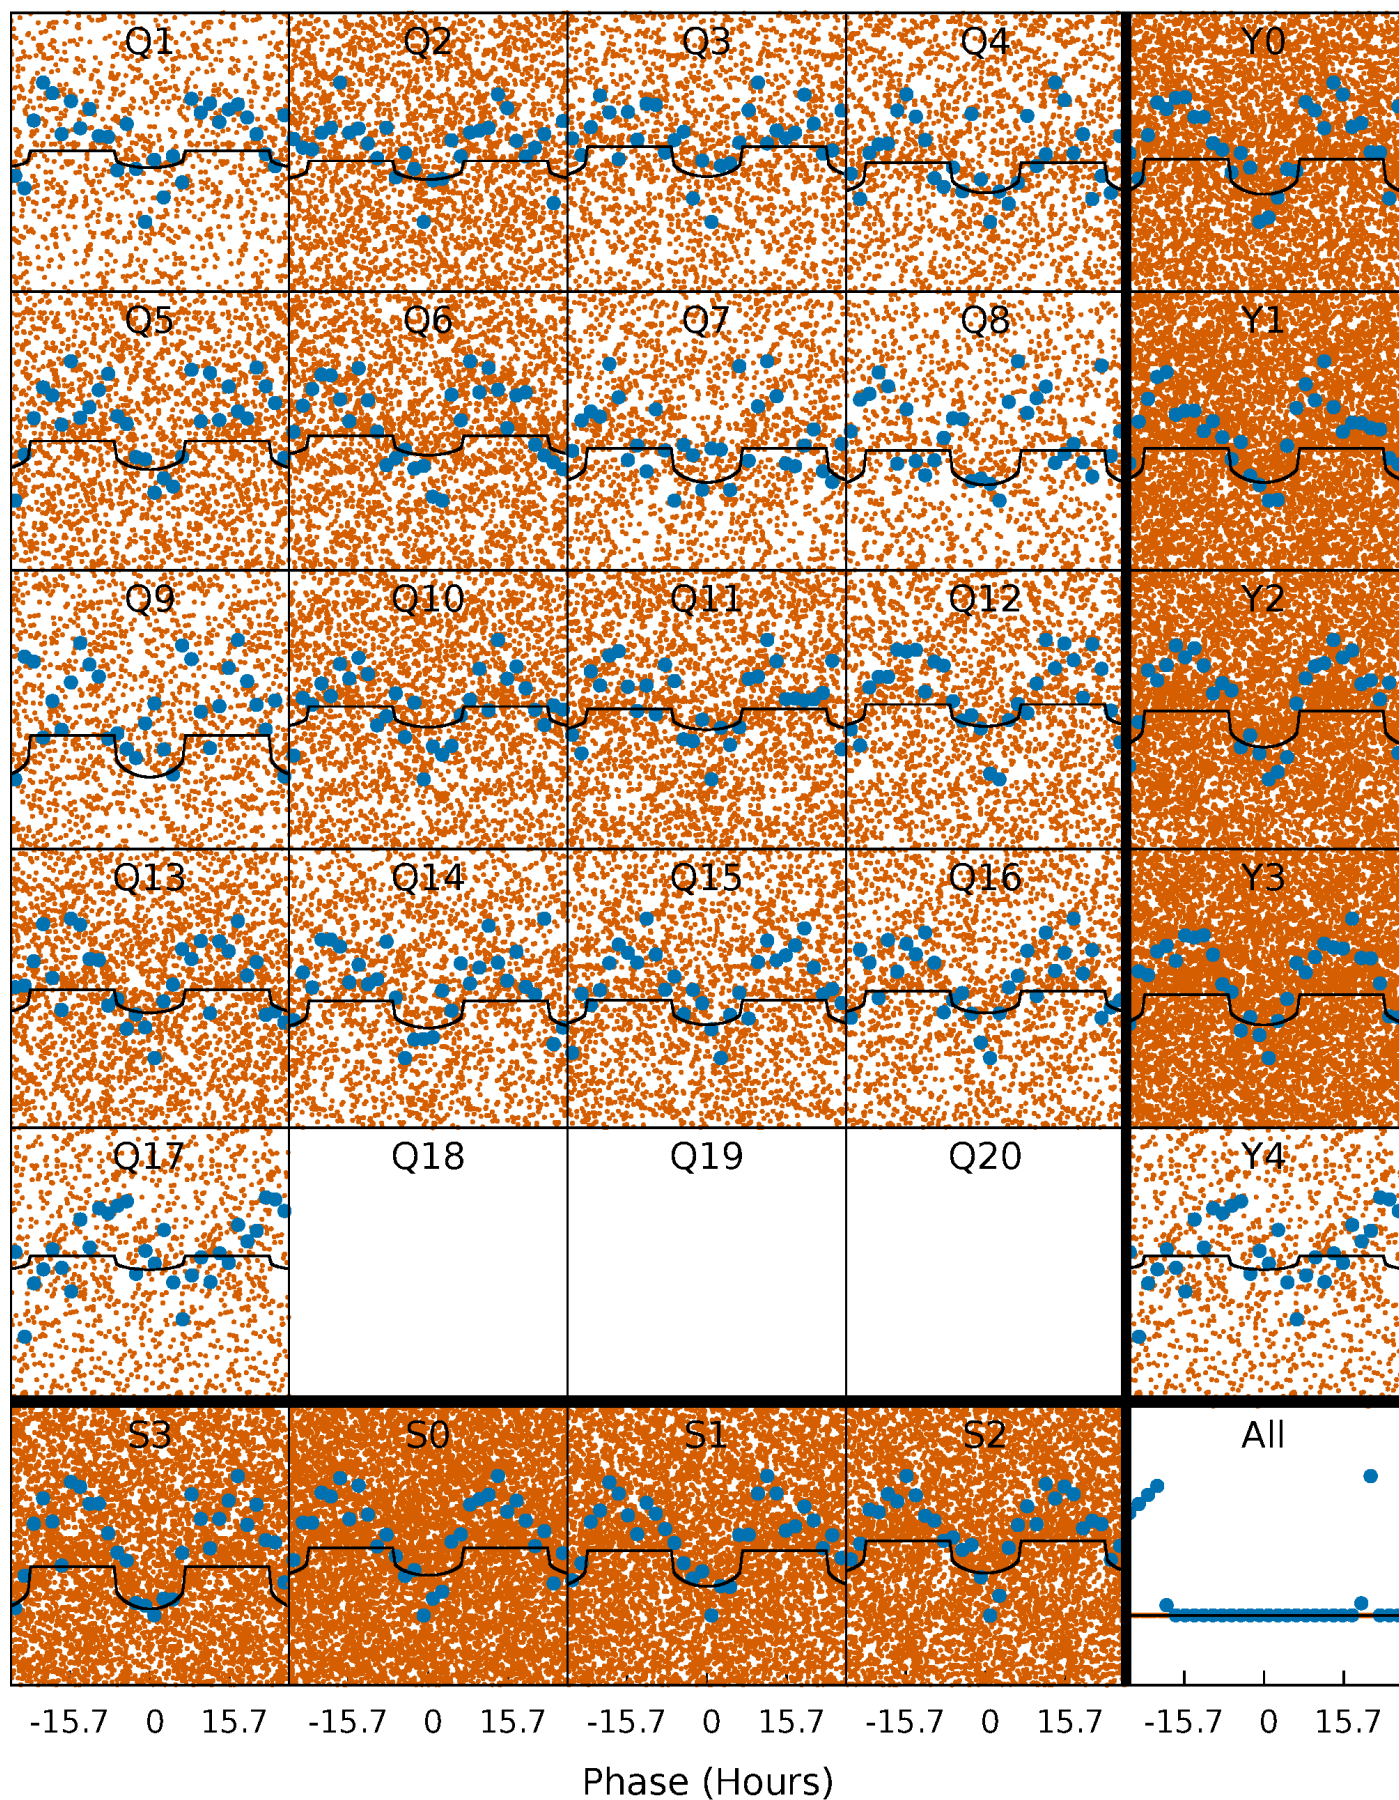 Q1 Q2 Q3 Q4 Y0
Q5 Q6 Q7 Q8 Y1
Q9 Q10 Q11 Q12 Y2
Q13 Q14 Q15 Q16 Y3
Q17 Q18 Q19 Q20 Y4
S3 S0 S1 S2 All
-15.7 0 15.7 -15.7 0 15.7 -15.7 0 15.7 -15.7 0 15.7 -15.7 0 15.7
Phase (Hours)